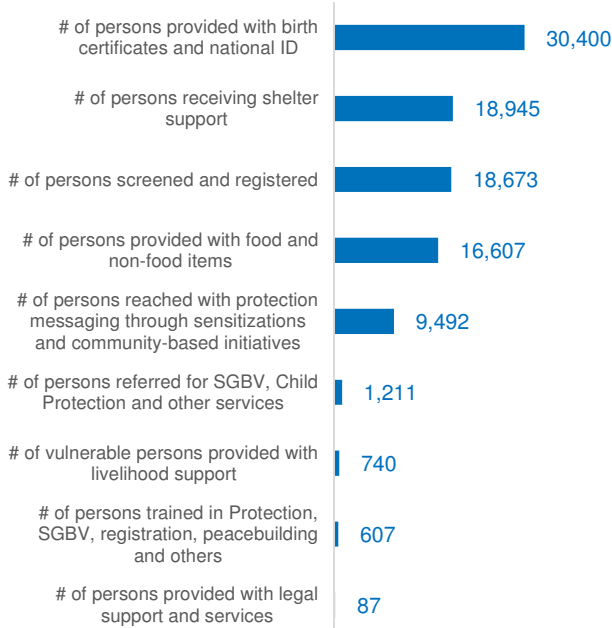 # of persons provided with birth
certificates and national ID
30,400
# of persons receiving shelter
support
18,945
# of persons screened and registered
18,673
# of persons provided with food and
non-food items
16,607
# of persons reached with protection
messaging through sensitizations
and community-based initiatives
9,492
# of persons referred for SGBV, Child
Protection and other services
1,211
# of vulnerable persons provided with
livelihood support
740
# of persons trained in Protection,
SGBV, registration, peacebuilding
and others
607
# of persons provided with legal
support and services
87